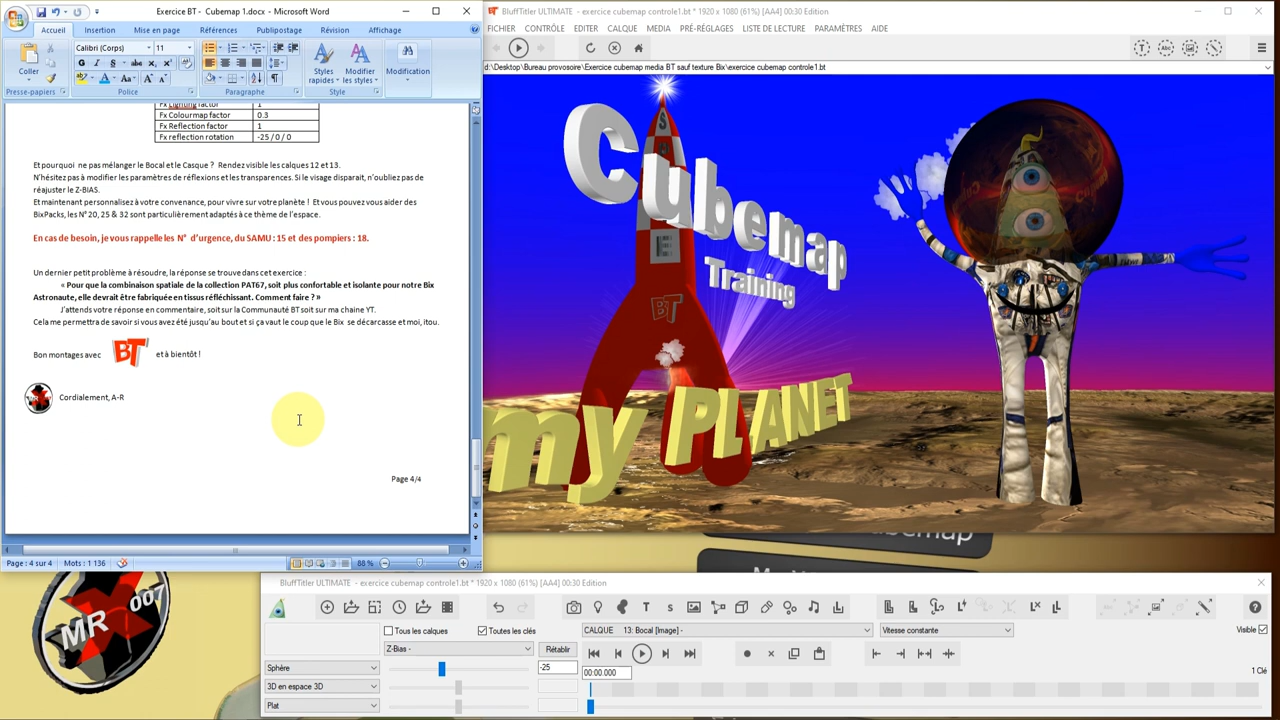 Exercice BT - Cubemap 1.docx - Microsoft Word
Accueil Insertion Mise en page Références Publipostage Révision Affichage
Calibri (Corps) 11
Coller
Styles rapides
Modifier les styles
Modification
Presse-papiers Police Paragraphe Style
Fx Lighting factor 1
Fx Colourmap factor 0.3
Fx Reflection factor 1
Fx reflection rotation -25 / 0 / 0
Et pourquoi ne pas mélanger le Bocal et le Casque ? Rendez visible les calques 12 et 13.
N'hésitez pas à modifier les paramètres de réflexions et les transparences. Si le visage disparait, n'oubliez pas de
réajuster le Z-BIAS.
Et maintenant personnalisez à votre convenance, pour vivre sur votre planète ! Et vous pouvez vous aider des
BixPacks, les N° 20, 25 & 32 sont particulièrement adaptés à ce thème de l'espace.
En cas de besoin, je vous rappelle les N° d'urgence, du SAMU : 15 et des pompiers : 18.
Un dernier petit problème à résoudre, la réponse se trouve dans cet exercice :
« Pour que la combinaison spatiale de la collection PAT67, soit plus confortable et isolante pour notre Bix
Astronaute, elle devrait être fabriquée en tissus réfléchissant. Comment faire ? »
J'attends votre réponse en commentaire, soit sur la Communauté BT soit sur ma chaine YT.
Cela me permettra de savoir si vous avez été jusqu'au bout et si ça vaut le coup que le Bix se décarcasse et moi, itou.
Bon montages avec BT et à bientôt !
MR Cordialement, A-R
Page 4/4
Page : 4 sur 4 Mots : 1 136 88 %
BluffTitler ULTIMATE - exercice cubemap controle1.bt * 1920 x 1080 (61%) [AA4] 00:30 Edition
FICHIER CONTRÔLE EDITER CALQUE MEDIA PRÉ-RÉGLAGES LISTE DE LECTURE PARAMÈTRES AIDE
d:\Desktop\Bureau provosoire\Exercice cubemap media BT sauf texture Bix\exercice cubemap controle1.bt
Cubemap
Training
BT
my PLANET
MR 007
BluffTitler ULTIMATE - exercice cubemap controle1.bt * 1920 x 1080 (61%) [AA4] 00:30 Edition
Tous les calques Toutes les clés CALQUE 13: Bocal [Image] - Vitesse constante Visible
Z-Bias - Rétablir
Sphère -25 00:00.000 1 Clé
3D en espace 3D
Plat